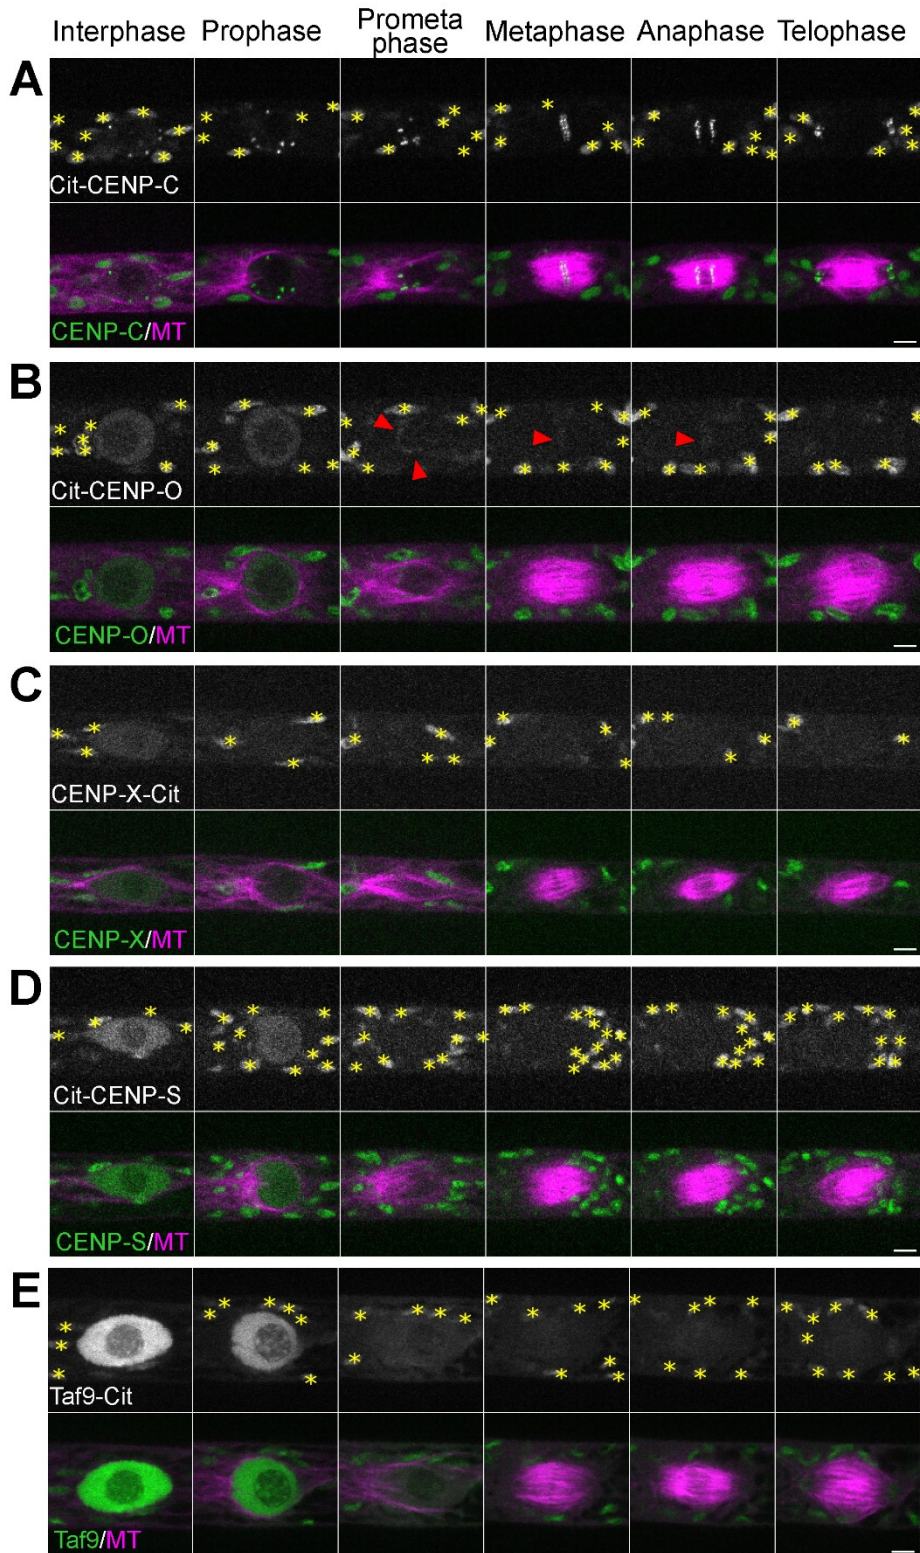 Interphase Prophase Prometa phase Metaphase Anaphase Telophase
A
Cit-CENP-C
CENP-C/MT
B
Cit-CENP-O
CENP-O/MT
C
CENP-X-Cit
CENP-X/MT
D
Cit-CENP-S
CENP-S/MT
E
Taf9-Cit
Taf9/MT